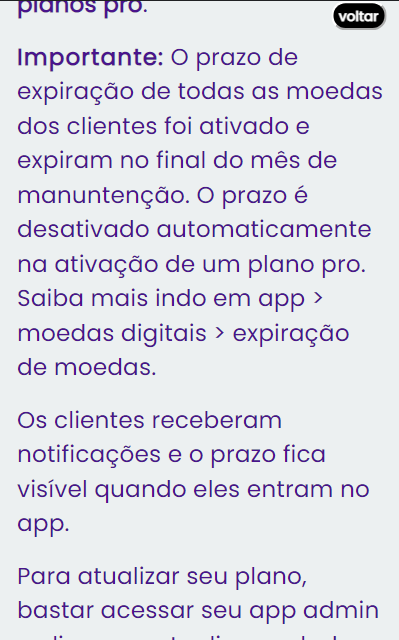 planos pro.
voltar
Importante: O prazo de
expiração de todas as moedas
dos clientes foi ativado e
expiram no final do mês de
manuntenção. O prazo é
desativado automaticamente
na ativação de um plano pro.
Saiba mais indo em app >
moedas digitais > expiração
de moedas.
Os clientes receberam
notificações e o prazo fica
visível quando eles entram no
app.
Para atualizar seu plano,
bastar acessar seu app admin